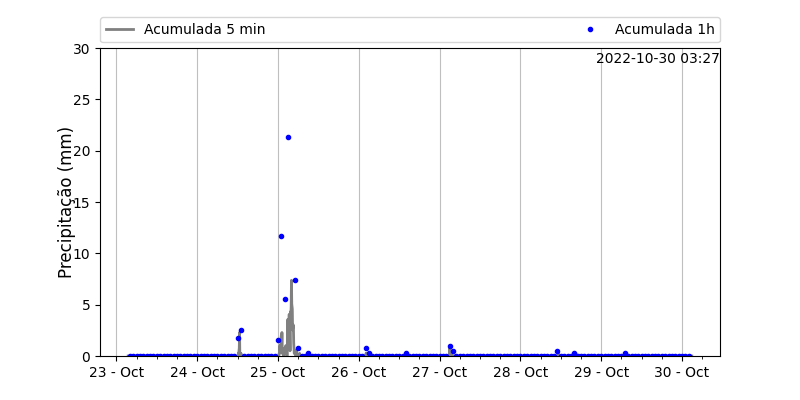 Acumulada 5 min
Acumulada 1h
2022-10-30 03:27
Precipitação (mm)
30
25
20
15
10
5
0
23 - Oct
24 - Oct
25 - Oct
26 - Oct
27 - Oct
28 - Oct
29 - Oct
30 - Oct